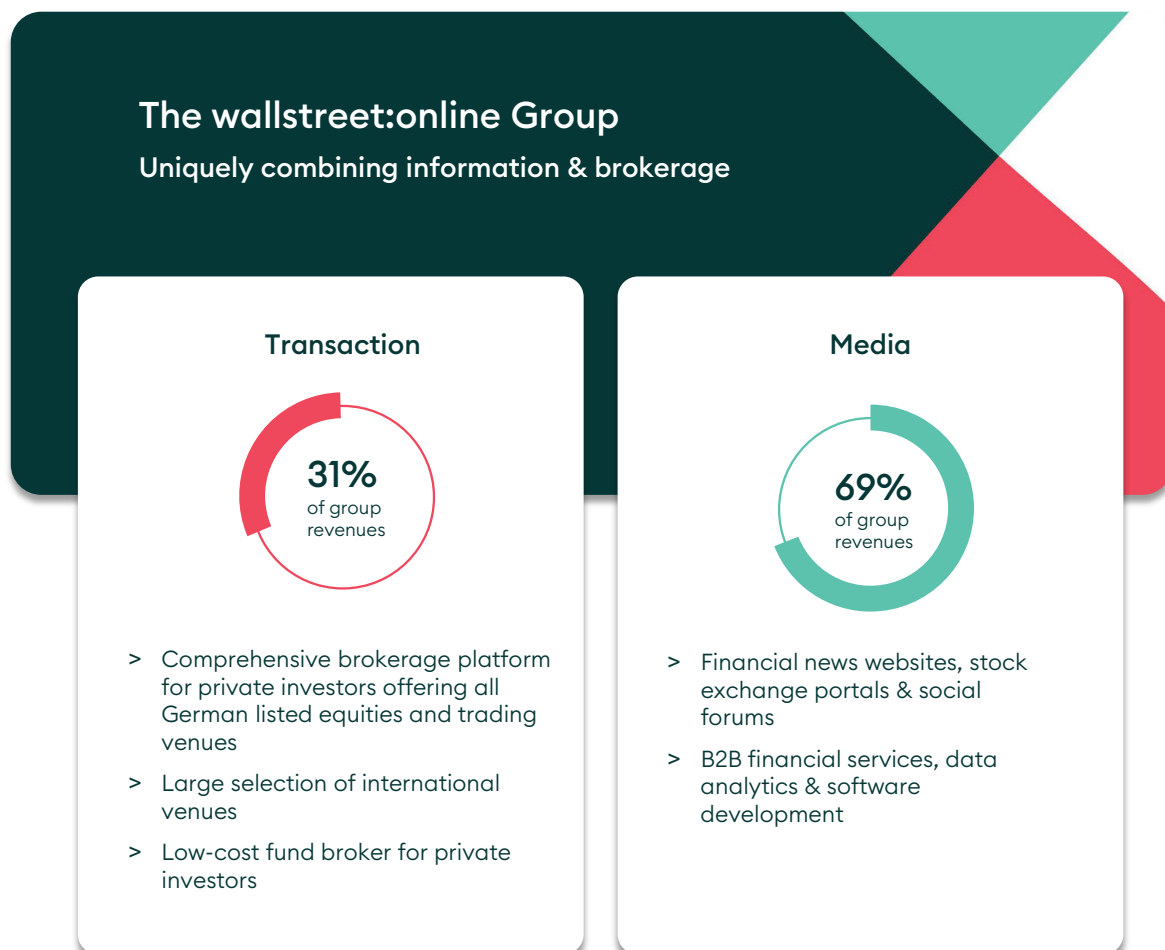 The wallstreet:online Group
Uniquely combining information & brokerage
Transaction
31%
of group
revenues
> Comprehensive brokerage platform
for private investors offering all
German listed equities and trading
venues
> Large selection of international
venues
> Low-cost fund broker for private
investors
Media
69%
of group
revenues
> Financial news websites, stock
exchange portals & social
forums
> B2B financial services, data
analytics & software
development